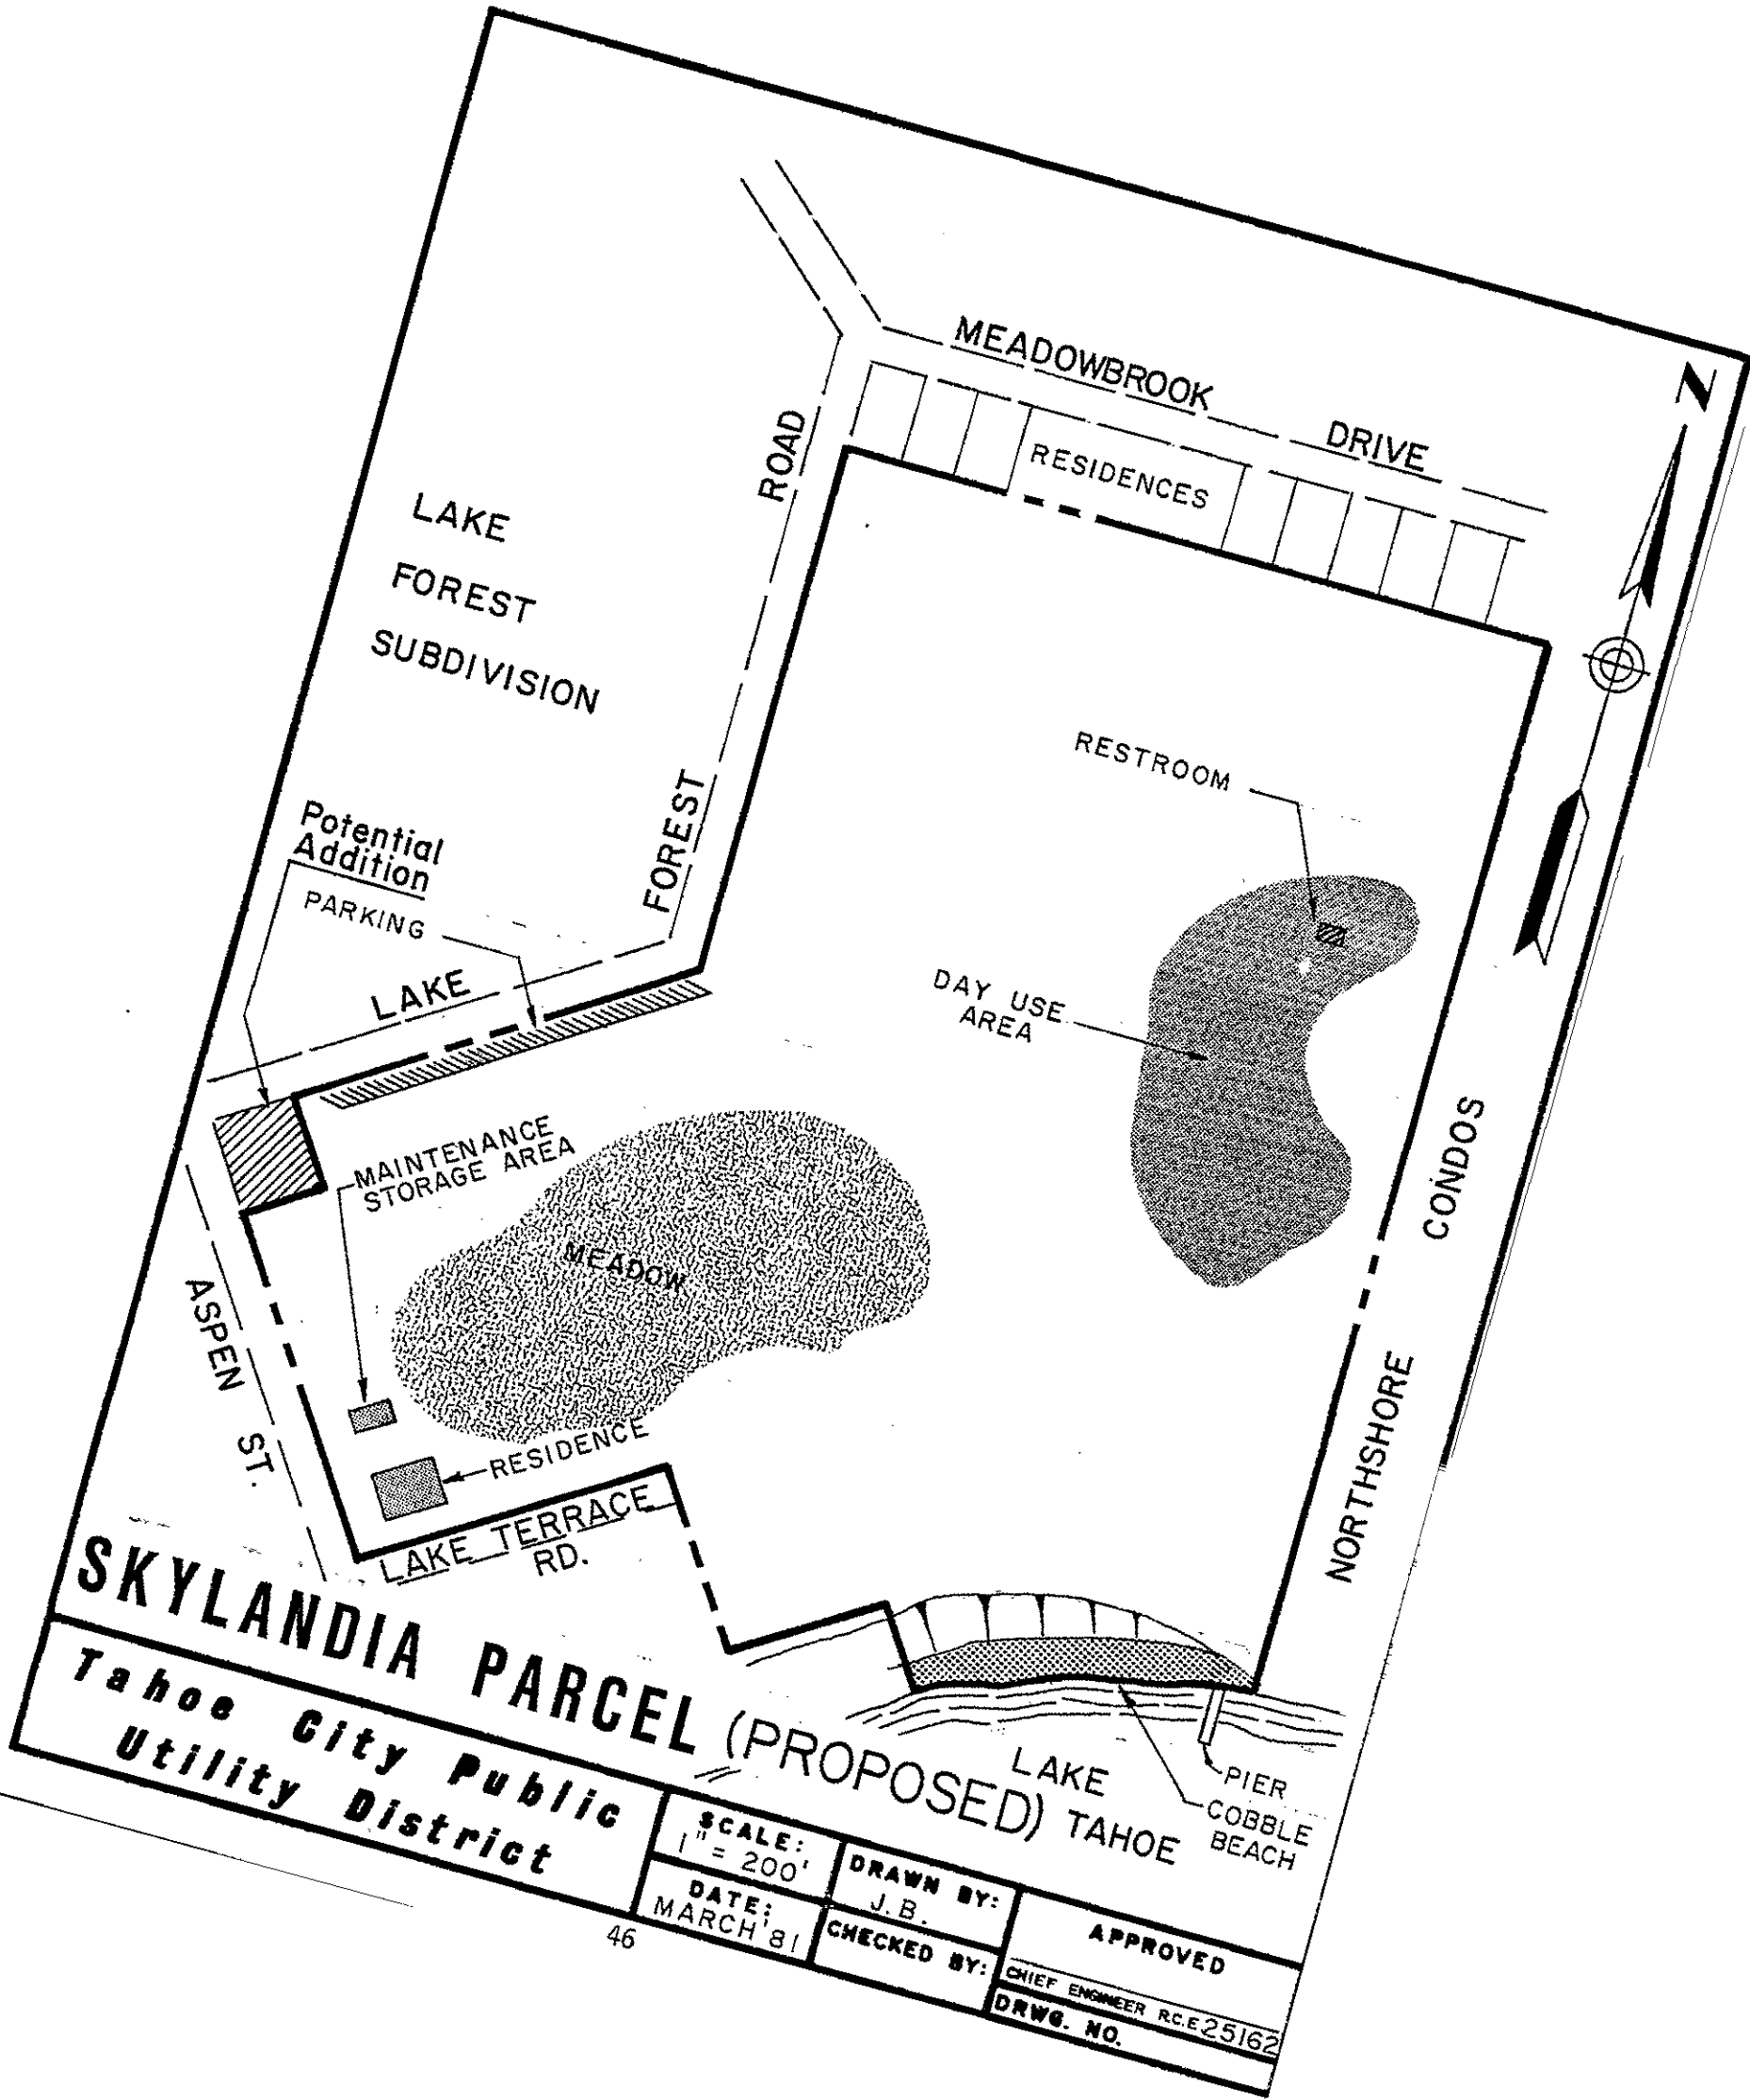 MEADOWBROOK DRIVE
N
RESIDENCES
LAKE
FOREST
SUBDIVISION
LAKE FOREST ROAD
RESTROOM
Potential
Addition
PARKING
DAY USE
AREA
MAINTENANCE
STORAGE AREA
MEADOW
NORTHSHORE CONDOS
ASPEN ST.
RESIDENCE
LAKE TERRACE
RD.
SKYLANDIA PARCEL (PROPOSED)
LAKE
TAHOE
PIER
COBBLE
BEACH
Tahoe City Public
Utility District
SCALE:
1" = 200'
DATE:
MARCH '81
DRAWN BY:
J.B.
CHECKED BY:
APPROVED
CHIEF ENGINEER R.C.E. 25162
DRWG. NO.
46